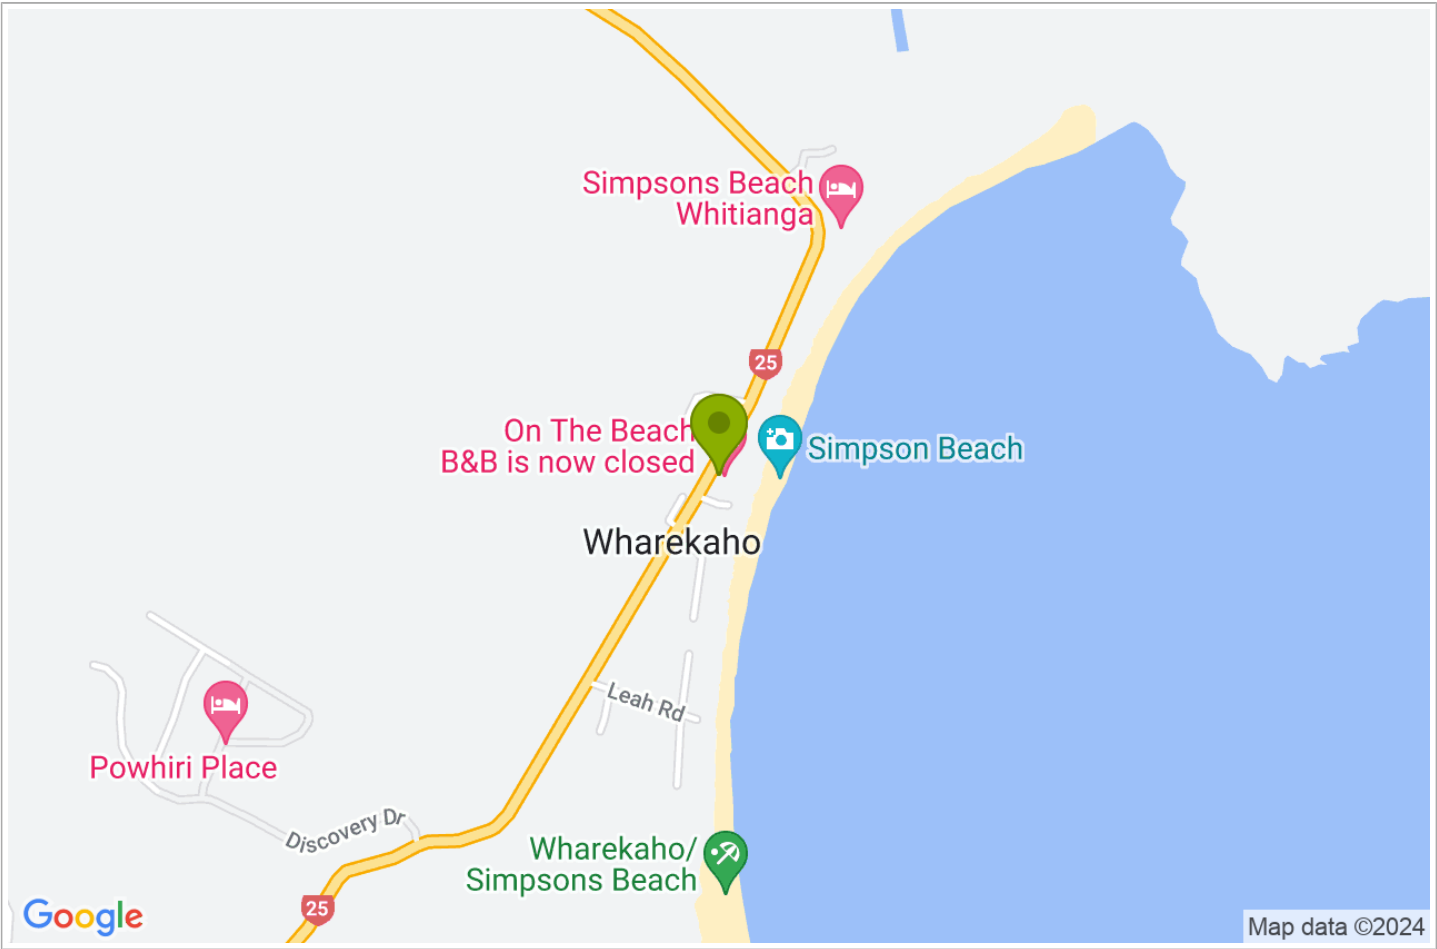 Simpsons Beach
Whitianga
25
On The Beach
B&B is now closed
Simpson Beach
Wharekaho
Leah Rd
Powhiri Place
Discovery Dr
Wharekaho/
Simpsons Beach
25
Google
Map data ©2024